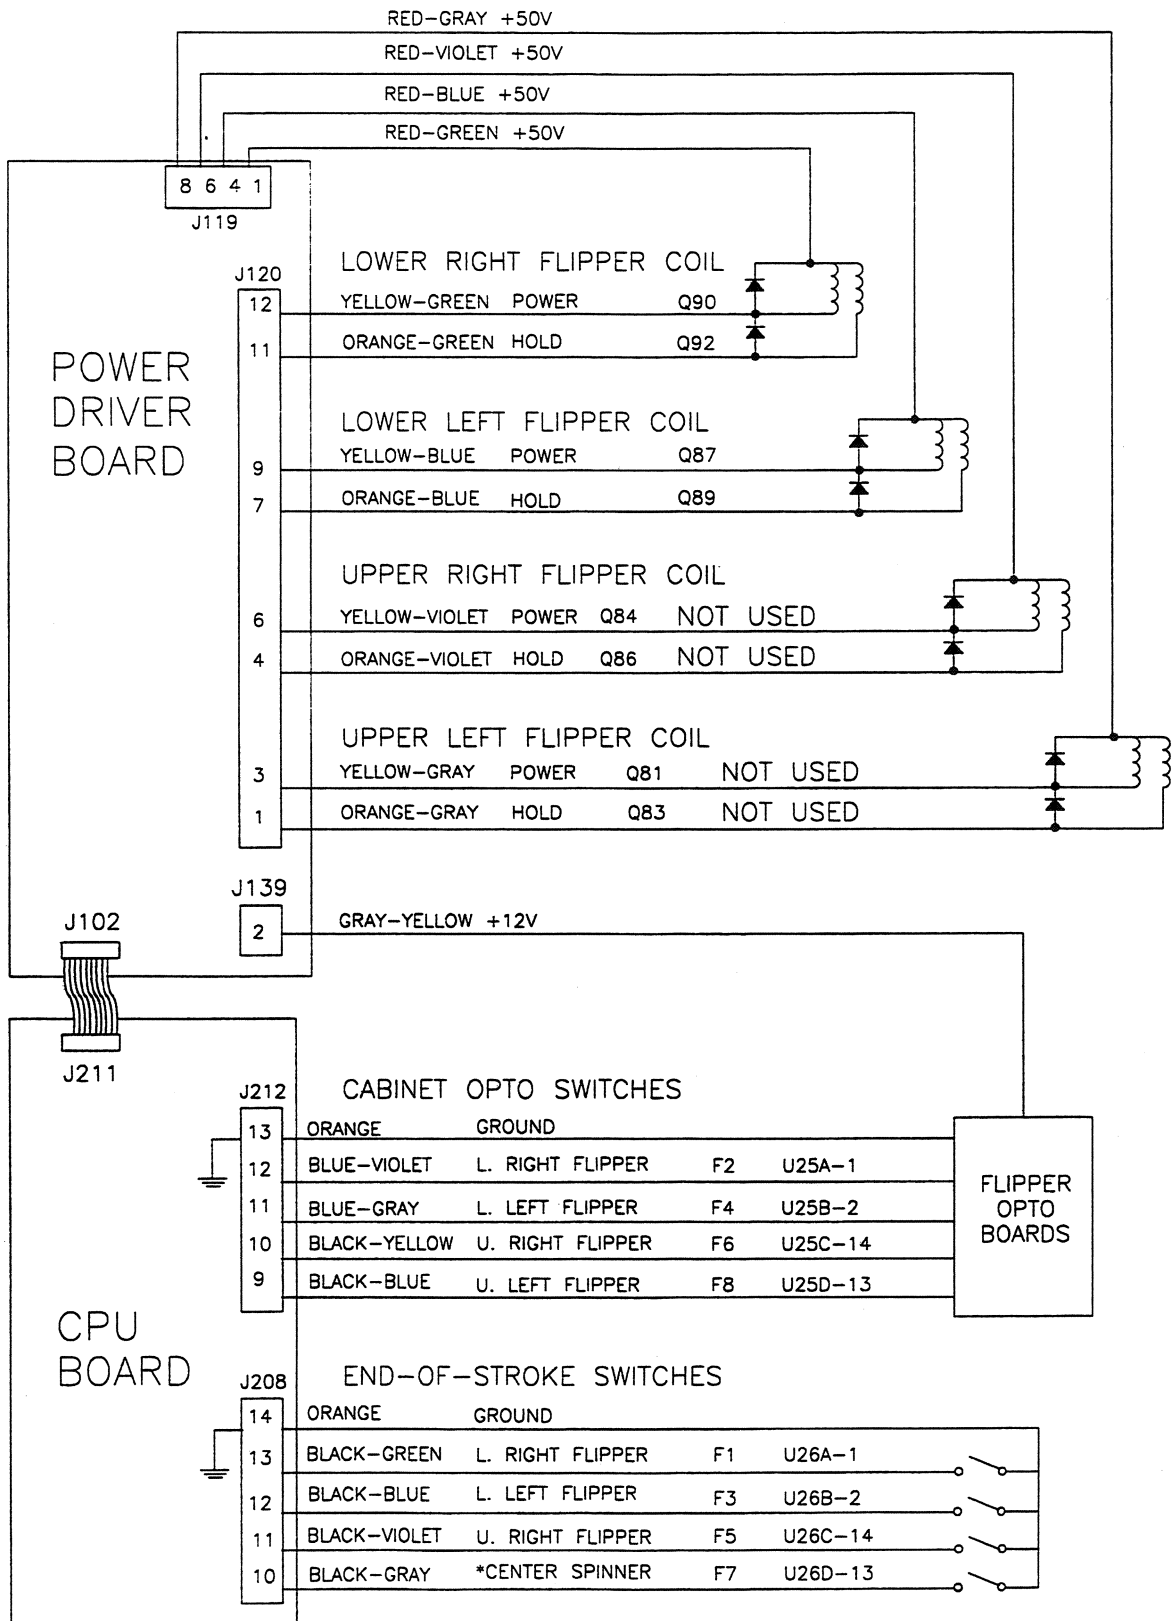 RED-GRAY +50V
RED-VIOLET +50V
RED-BLUE +50V
RED-GREEN +50V
8 6 4 1
J119
POWER
DRIVER
BOARD
J120
LOWER RIGHT FLIPPER COIL
12 YELLOW-GREEN POWER Q90
11 ORANGE-GREEN HOLD Q92
LOWER LEFT FLIPPER COIL
9 YELLOW-BLUE POWER Q87
7 ORANGE-BLUE HOLD Q89
UPPER RIGHT FLIPPER COIL
6 YELLOW-VIOLET POWER Q84 NOT USED
4 ORANGE-VIOLET HOLD Q86 NOT USED
UPPER LEFT FLIPPER COIL
3 YELLOW-GRAY POWER Q81 NOT USED
1 ORANGE-GRAY HOLD Q83 NOT USED
J139
2 GRAY-YELLOW +12V
J102
J211
CPU
BOARD
J212
CABINET OPTO SWITCHES
13 ORANGE GROUND
12 BLUE-VIOLET L. RIGHT FLIPPER F2 U25A-1
11 BLUE-GRAY L. LEFT FLIPPER F4 U25B-2
10 BLACK-YELLOW U. RIGHT FLIPPER F6 U25C-14
9 BLACK-BLUE U. LEFT FLIPPER F8 U25D-13
FLIPPER
OPTO
BOARDS
J208
END-OF-STROKE SWITCHES
14 ORANGE GROUND
13 BLACK-GREEN L. RIGHT FLIPPER F1 U26A-1
12 BLACK-BLUE L. LEFT FLIPPER F3 U26B-2
11 BLACK-VIOLET U. RIGHT FLIPPER F5 U26C-14
10 BLACK-GRAY *CENTER SPINNER F7 U26D-13